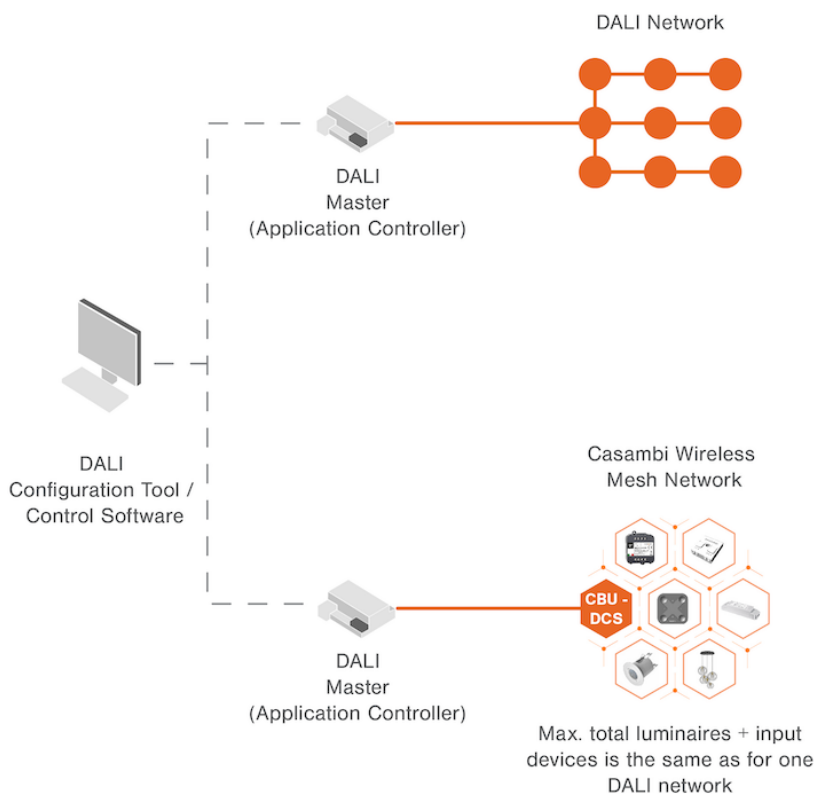 DALI Network
DALI
Master
(Application Controller)
DALI
Configuration Tool /
Control Software
Casambi Wireless
Mesh Network
CBU -
DCS
DALI
Master
(Application Controller)
Max. total luminaires + input
devices is the same as for one
DALI network